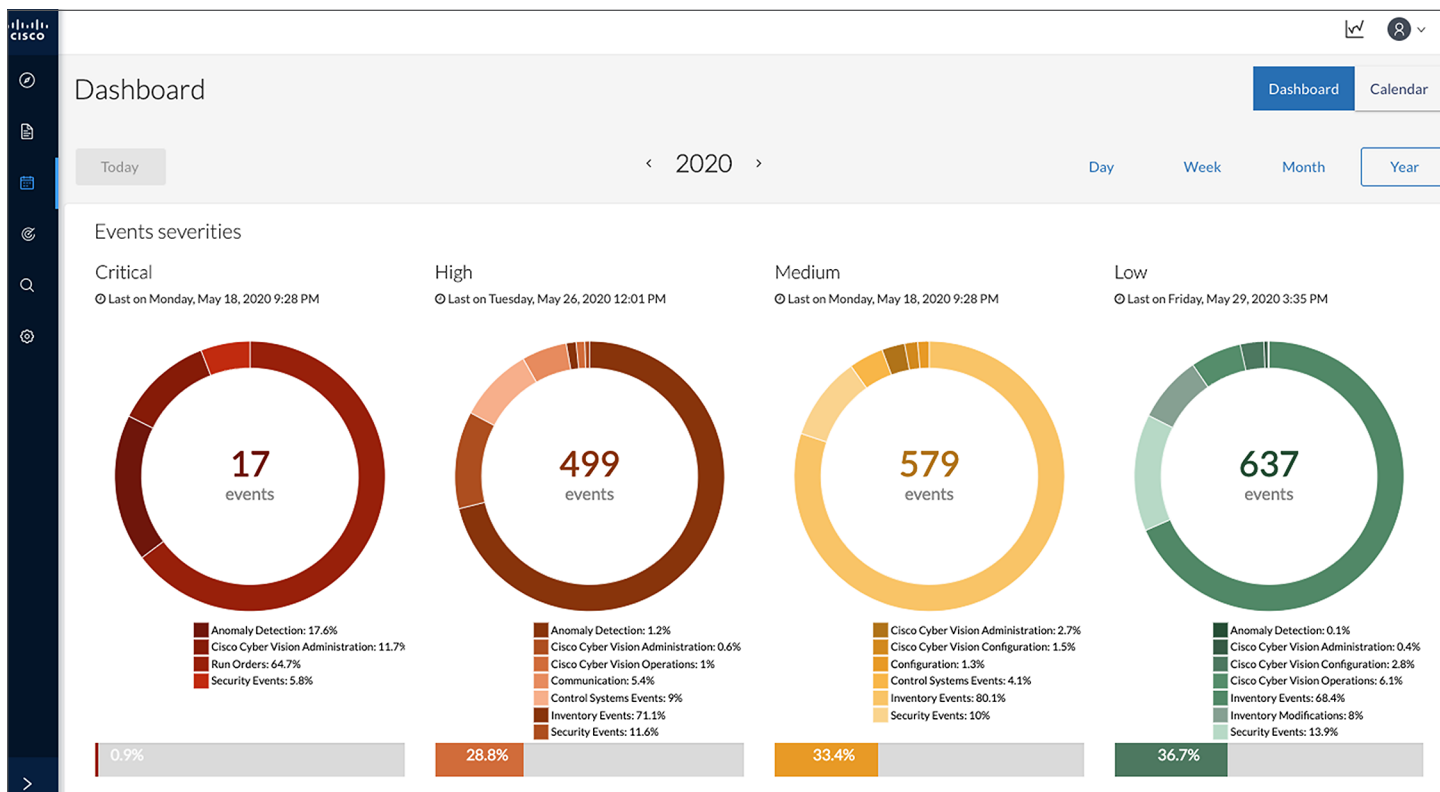 CISCO
Dashboard
Dashboard
Calendar
Today
2020
Day
Week
Month
Year
Events severities
Critical
Last on Monday, May 18, 2020 9:28 PM
17
events
Anomaly Detection: 17.6%
Cisco Cyber Vision Administration: 11.7%
Run Orders: 64.7%
Security Events: 5.8%
0.9%
High
Last on Tuesday, May 26, 2020 12:01 PM
499
events
Anomaly Detection: 1.2%
Cisco Cyber Vision Administration: 0.6%
Cisco Cyber Vision Operations: 1%
Communication: 5.4%
Control Systems Events: 9%
Inventory Events: 71.1%
Security Events: 11.6%
28.8%
Medium
Last on Monday, May 18, 2020 9:28 PM
579
events
Cisco Cyber Vision Administration: 2.7%
Cisco Cyber Vision Configuration: 1.5%
Configuration: 1.3%
Control Systems Events: 4.1%
Inventory Events: 80.1%
Security Events: 10%
33.4%
Low
Last on Friday, May 29, 2020 3:35 PM
637
events
Anomaly Detection: 0.1%
Cisco Cyber Vision Administration: 0.4%
Cisco Cyber Vision Configuration: 2.8%
Cisco Cyber Vision Operations: 6.1%
Inventory Events: 68.4%
Inventory Modifications: 8%
Security Events: 13.9%
36.7%